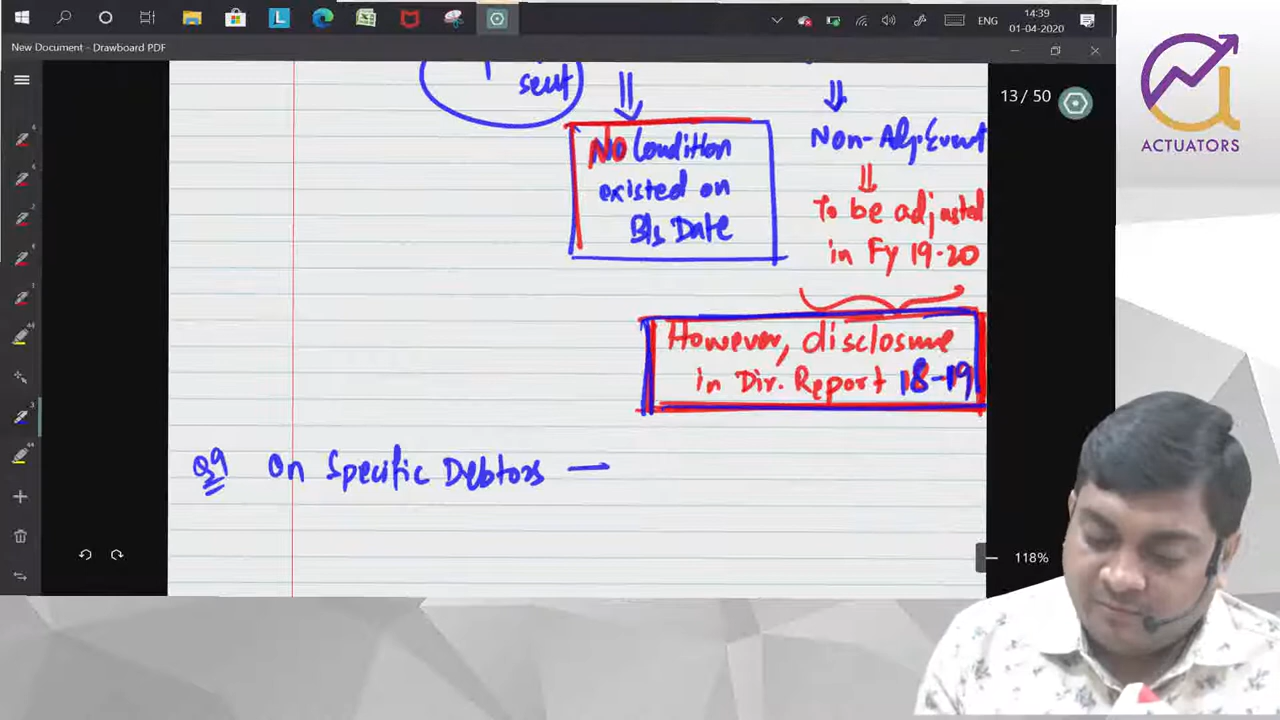 14:39
ENG
01-04-2020
New Document - Drawboard PDF
13 / 50
ACTUATORS
sent
NO Condition
existed on
B/s Date
Non-Adj. Event
To be adjusted
in Fy 19-20
However, disclosure
in Dir. Report 18-19
Q9 On Specific Debtors —
118%